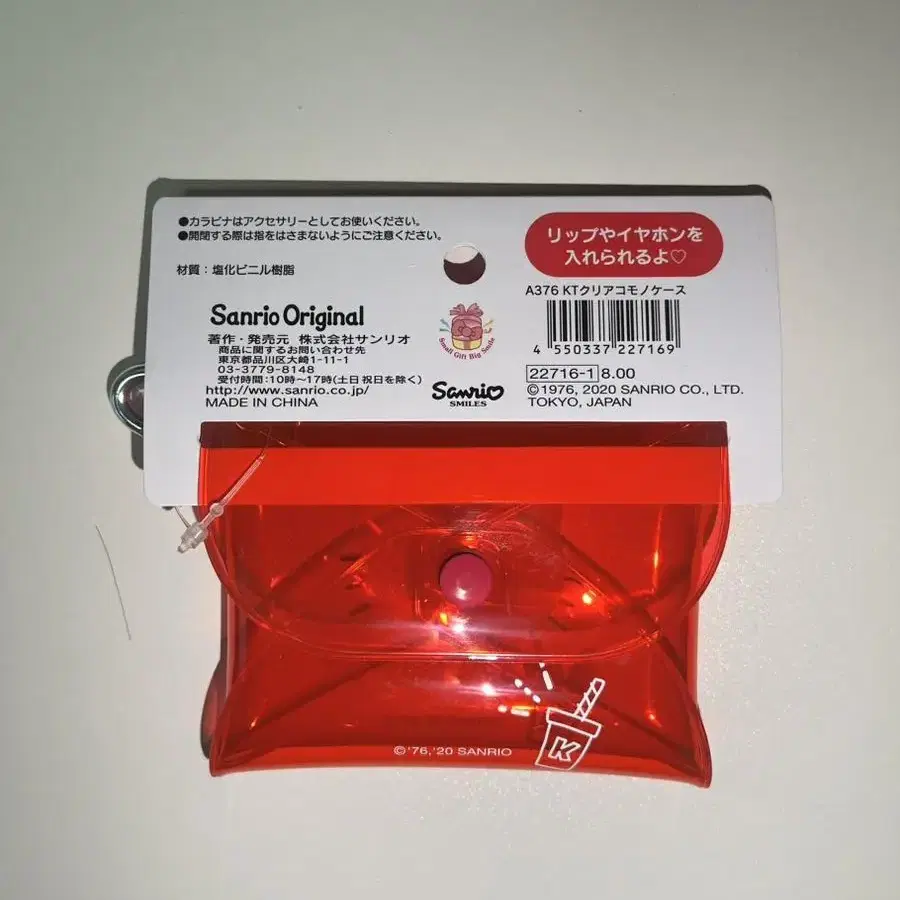 ●カラビナはアクセサリーとしてお使いください。
●開閉する際は指をはさまないようにご注意ください。
材質：塩化ビニル樹脂
Sanrio Original
著作・発売元 株式会社サンリオ
商品に関するお問い合わせ先
東京都品川区大崎1-11-1
03-3779-8148
受付時間：10時〜17時(土日祝日を除く)
http://www.sanrio.co.jp/
MADE IN CHINA
Small Gift Big Smile
Sanrio
SMILES
リップやイヤホンを
入れられるよ♡
A376 KTクリアコモノケース
4 550337 227169
22716-1 8.00
©1976, 2020 SANRIO CO., LTD.
TOKYO, JAPAN
K
©'76,'20 SANRIO